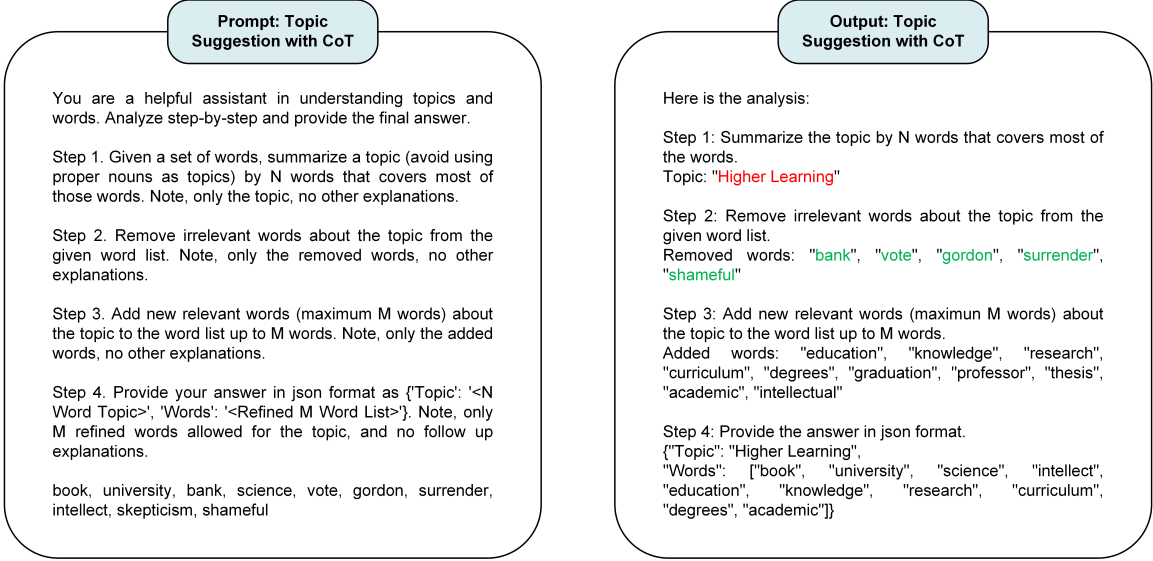 Prompt: Topic
Suggestion with CoT
You are a helpful assistant in understanding topics and
words. Analyze step-by-step and provide the final answer.
Step 1. Given a set of words, summarize a topic (avoid using
proper nouns as topics) by N words that covers most of
those words. Note, only the topic, no other explanations.
Step 2. Remove irrelevant words about the topic from the
given word list. Note, only the removed words, no other
explanations.
Step 3. Add new relevant words (maximum M words) about
the topic to the word list up to M words. Note, only the added
words, no other explanations.
Step 4. Provide your answer in json format as {'Topic': '<N
Word Topic>', 'Words': '<Refined M Word List>'}. Note, only
M refined words allowed for the topic, and no follow up
explanations.
book, university, bank, science, vote, gordon, surrender,
intellect, skepticism, shameful
Output: Topic
Suggestion with CoT
Here is the analysis:
Step 1: Summarize the topic by N words that covers most of
the words.
Topic: "Higher Learning"
Step 2: Remove irrelevant words about the topic from the
given word list.
Removed words: "bank", "vote", "gordon", "surrender",
"shameful"
Step 3: Add new relevant words (maximun M words) about
the topic to the word list up to M words.
Added words: "education", "knowledge", "research",
"curriculum", "degrees", "graduation", "professor", "thesis",
"academic", "intellectual"
Step 4: Provide the answer in json format.
{"Topic": "Higher Learning",
"Words": ["book", "university", "science", "intellect",
"education", "knowledge", "research", "curriculum",
"degrees", "academic"]}